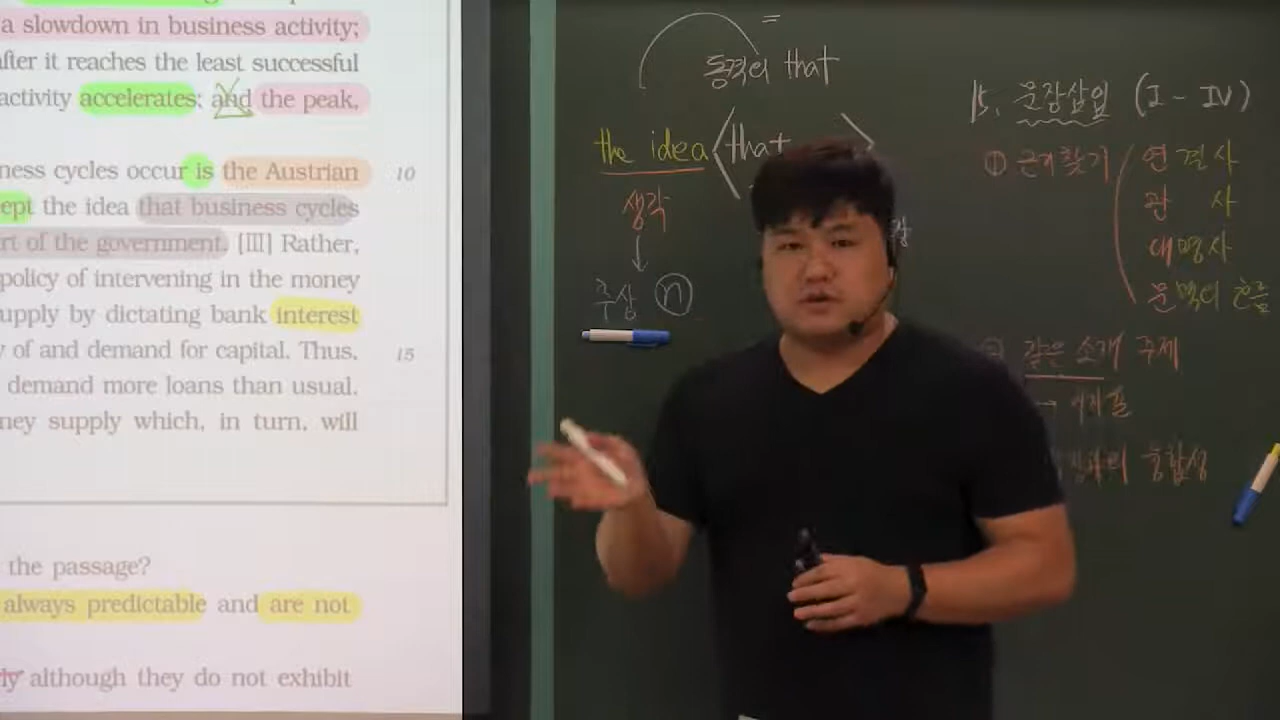 a slowdown in business activity;
after it reaches the least successful
activity accelerates; and the peak,
ness cycles occur is the Austrian
10
ept the idea that business cycles
rt of the government. [III] Rather,
policy of intervening in the money
upply by dictating bank interest
y of and demand for capital. Thus,
15
demand more loans than usual.
ney supply which, in turn, will
the passage?
always predictable and are not
ly although they do not exhibit
=
동격의 that
the idea < that >
생각
↓
추상 ⓝ
15. 문장삽입 (I - IV)
① 근거찾기
연결사
관 사
대명사
문맥의 흐름
② 같은 소재 주제
→